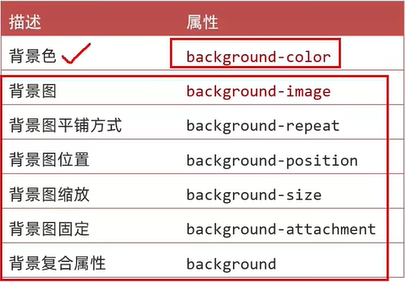 描述 属性
背景色 background-color
背景图 background-image
背景图平铺方式 background-repeat
背景图位置 background-position
背景图缩放 background-size
背景图固定 background-attachment
背景复合属性 background